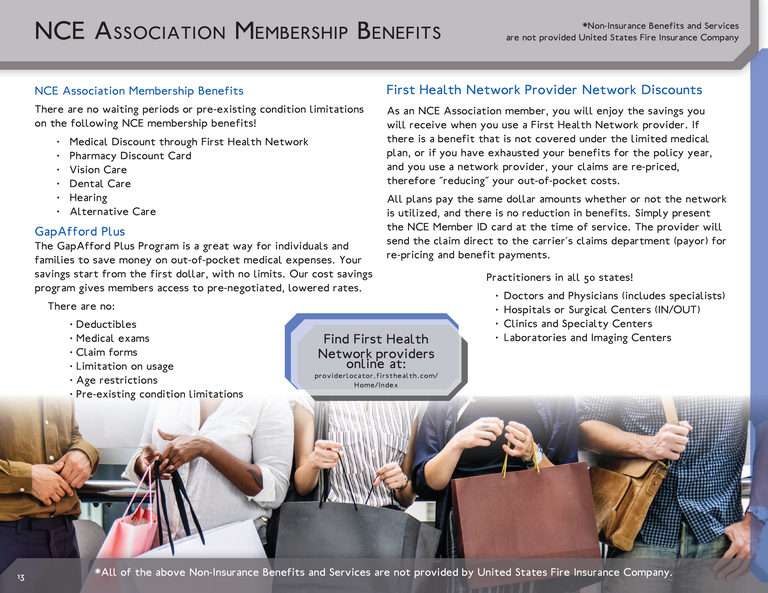 NCE Association Membership Benefits
*Non-Insurance Benefits and Services
are not provided United States Fire Insurance Company
NCE Association Membership Benefits
There are no waiting periods or pre-existing condition limitations
on the following NCE membership benefits!
• Medical Discount through First Health Network
• Pharmacy Discount Card
• Vision Care
• Dental Care
• Hearing
• Alternative Care
GapAfford Plus
The GapAfford Plus Program is a great way for individuals and
families to save money on out-of-pocket medical expenses. Your
savings start from the first dollar, with no limits. Our cost savings
program gives members access to pre-negotiated, lowered rates.
There are no:
• Deductibles
• Medical exams
• Claim forms
• Limitation on usage
• Age restrictions
• Pre-existing condition limitations
First Health Network Provider Network Discounts
As an NCE Association member, you will enjoy the savings you
will receive when you use a First Health Network provider. If
there is a benefit that is not covered under the limited medical
plan, or if you have exhausted your benefits for the policy year,
and you use a network provider, your claims are re-priced,
therefore "reducing" your out-of-pocket costs.
All plans pay the same dollar amounts whether or not the network
is utilized, and there is no reduction in benefits. Simply present
the NCE Member ID card at the time of service. The provider will
send the claim direct to the carrier's claims department (payor) for
re-pricing and benefit payments.
Practitioners in all 50 states!
• Doctors and Physicians (includes specialists)
• Hospitals or Surgical Centers (IN/OUT)
• Clinics and Specialty Centers
• Laboratories and Imaging Centers
Find First Health
Network providers
online at:
providerlocator.firsthealth.com/
Home/Index
*All of the above Non-Insurance Benefits and Services are not provided by United States Fire Insurance Company.
13